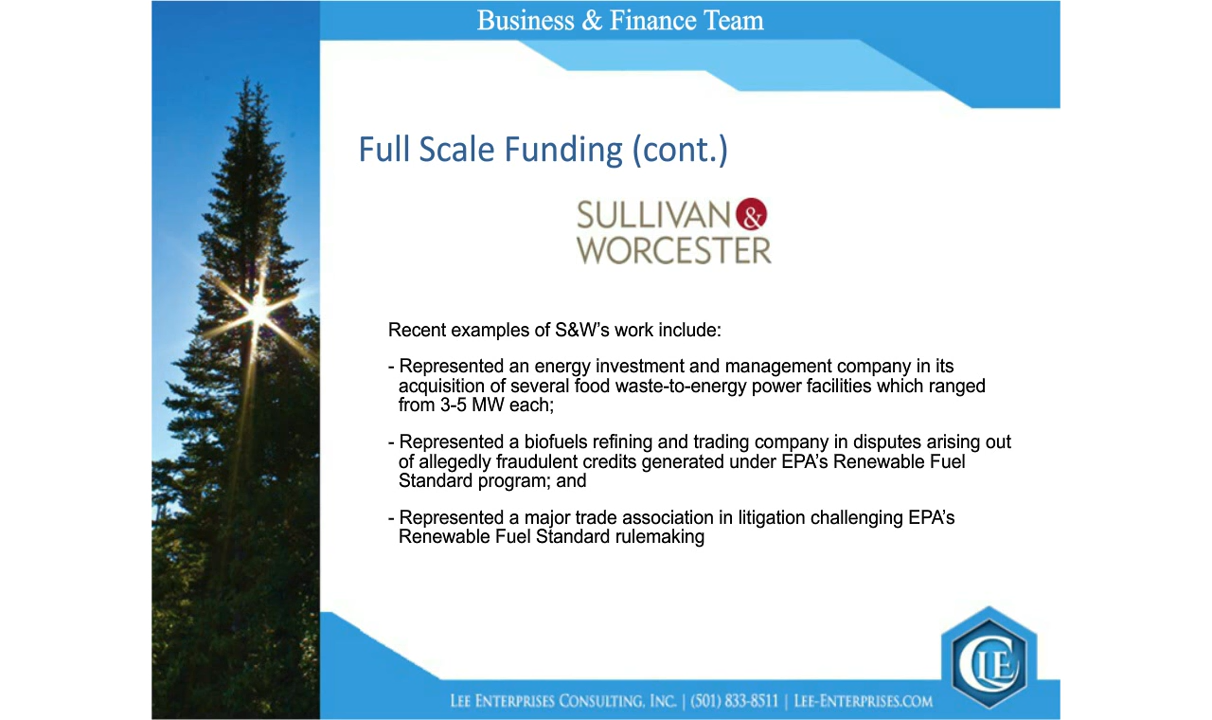 Business & Finance Team
Full Scale Funding (cont.)
SULLIVAN &
WORCESTER
Recent examples of S&W’s work include:
- Represented an energy investment and management company in its
acquisition of several food waste-to-energy power facilities which ranged
from 3-5 MW each;
- Represented a biofuels refining and trading company in disputes arising out
of allegedly fraudulent credits generated under EPA’s Renewable Fuel
Standard program; and
- Represented a major trade association in litigation challenging EPA’s
Renewable Fuel Standard rulemaking
CLE
LEE ENTERPRISES CONSULTING, INC. | (501) 833-8511 | LEE-ENTERPRISES.COM